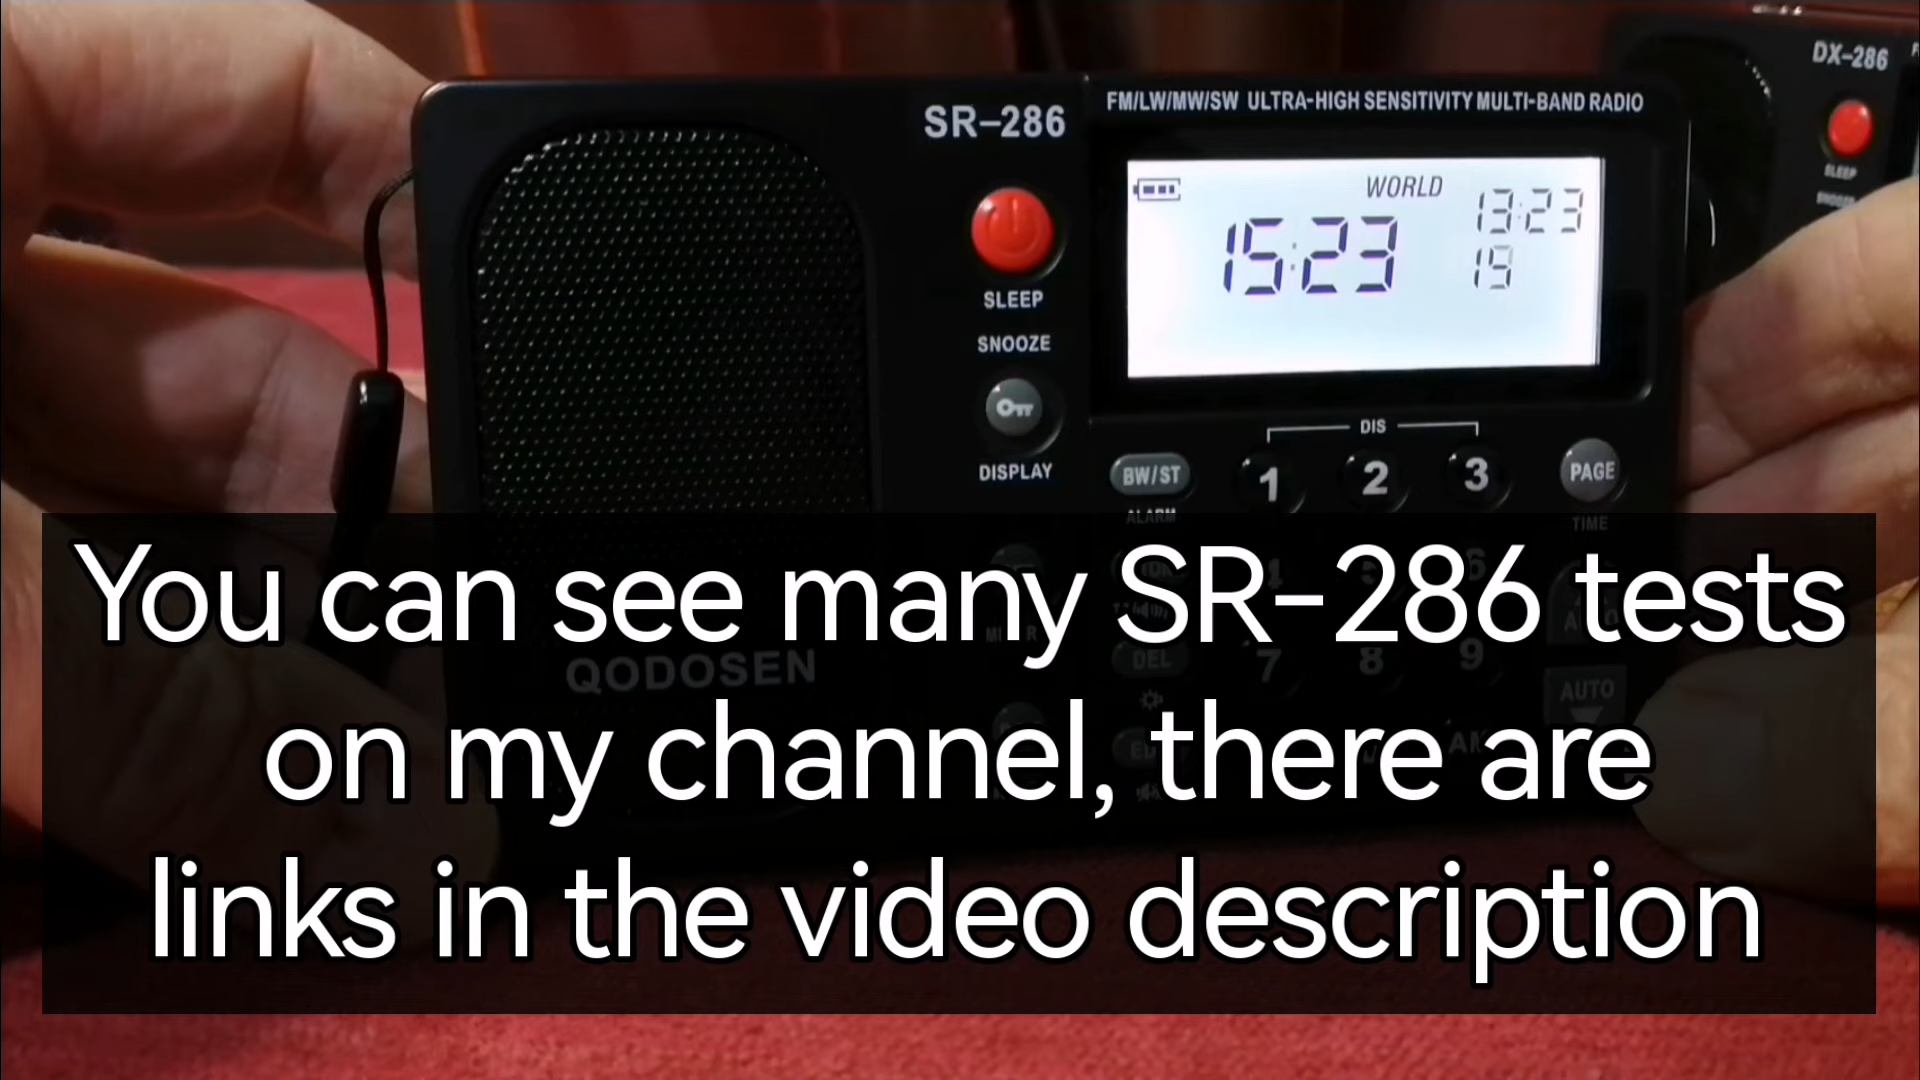 SR-286
FM/LW/MW/SW ULTRA-HIGH SENSITIVITY MULTI-BAND RADIO
DX-286
SLEEP
WORLD
15:23
13:23
19
SLEEP
SNOOZE
DISPLAY
DIS
BW/ST
1
2
3
PAGE
ALARM
TIME
You can see many SR-286 tests
on my channel, there are
links in the video description
DEL
7
8
9
QODOSEN
AUTO